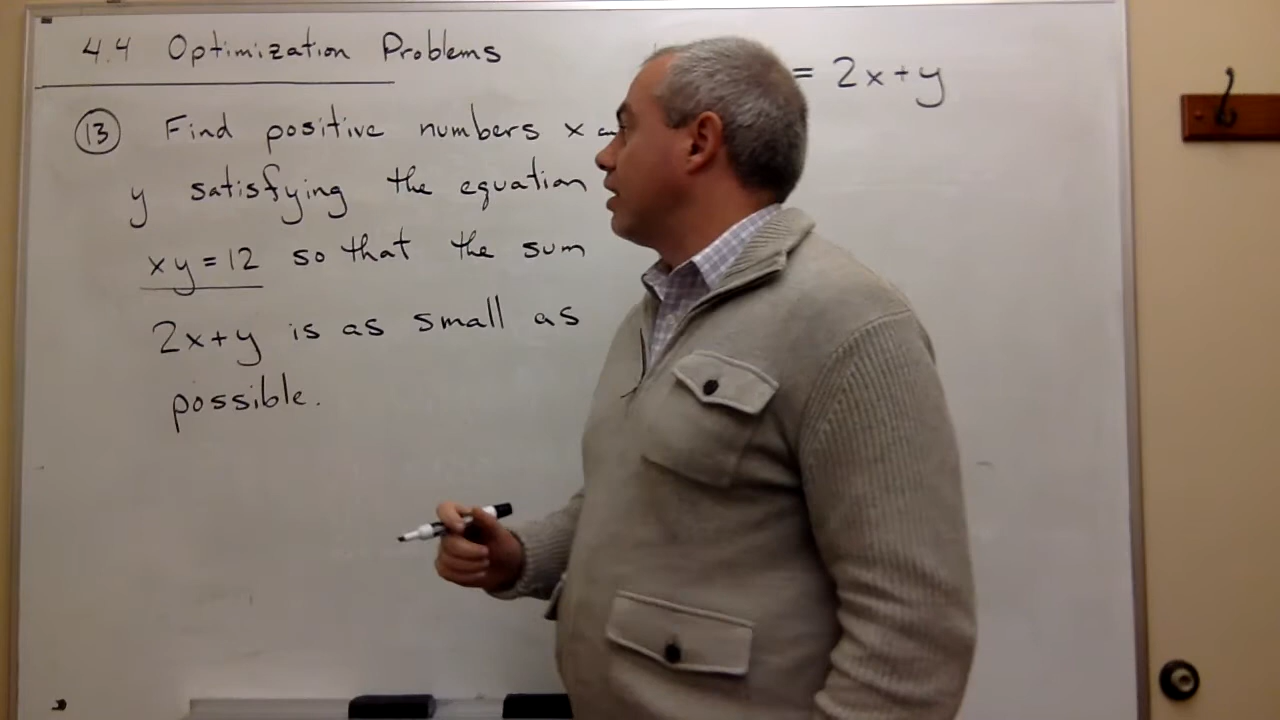 4.4 Optimization Problems
= 2x+y
13 Find positive numbers x
y satisfying the equation
xy=12 so that the sum
2x+y is as small as
possible.